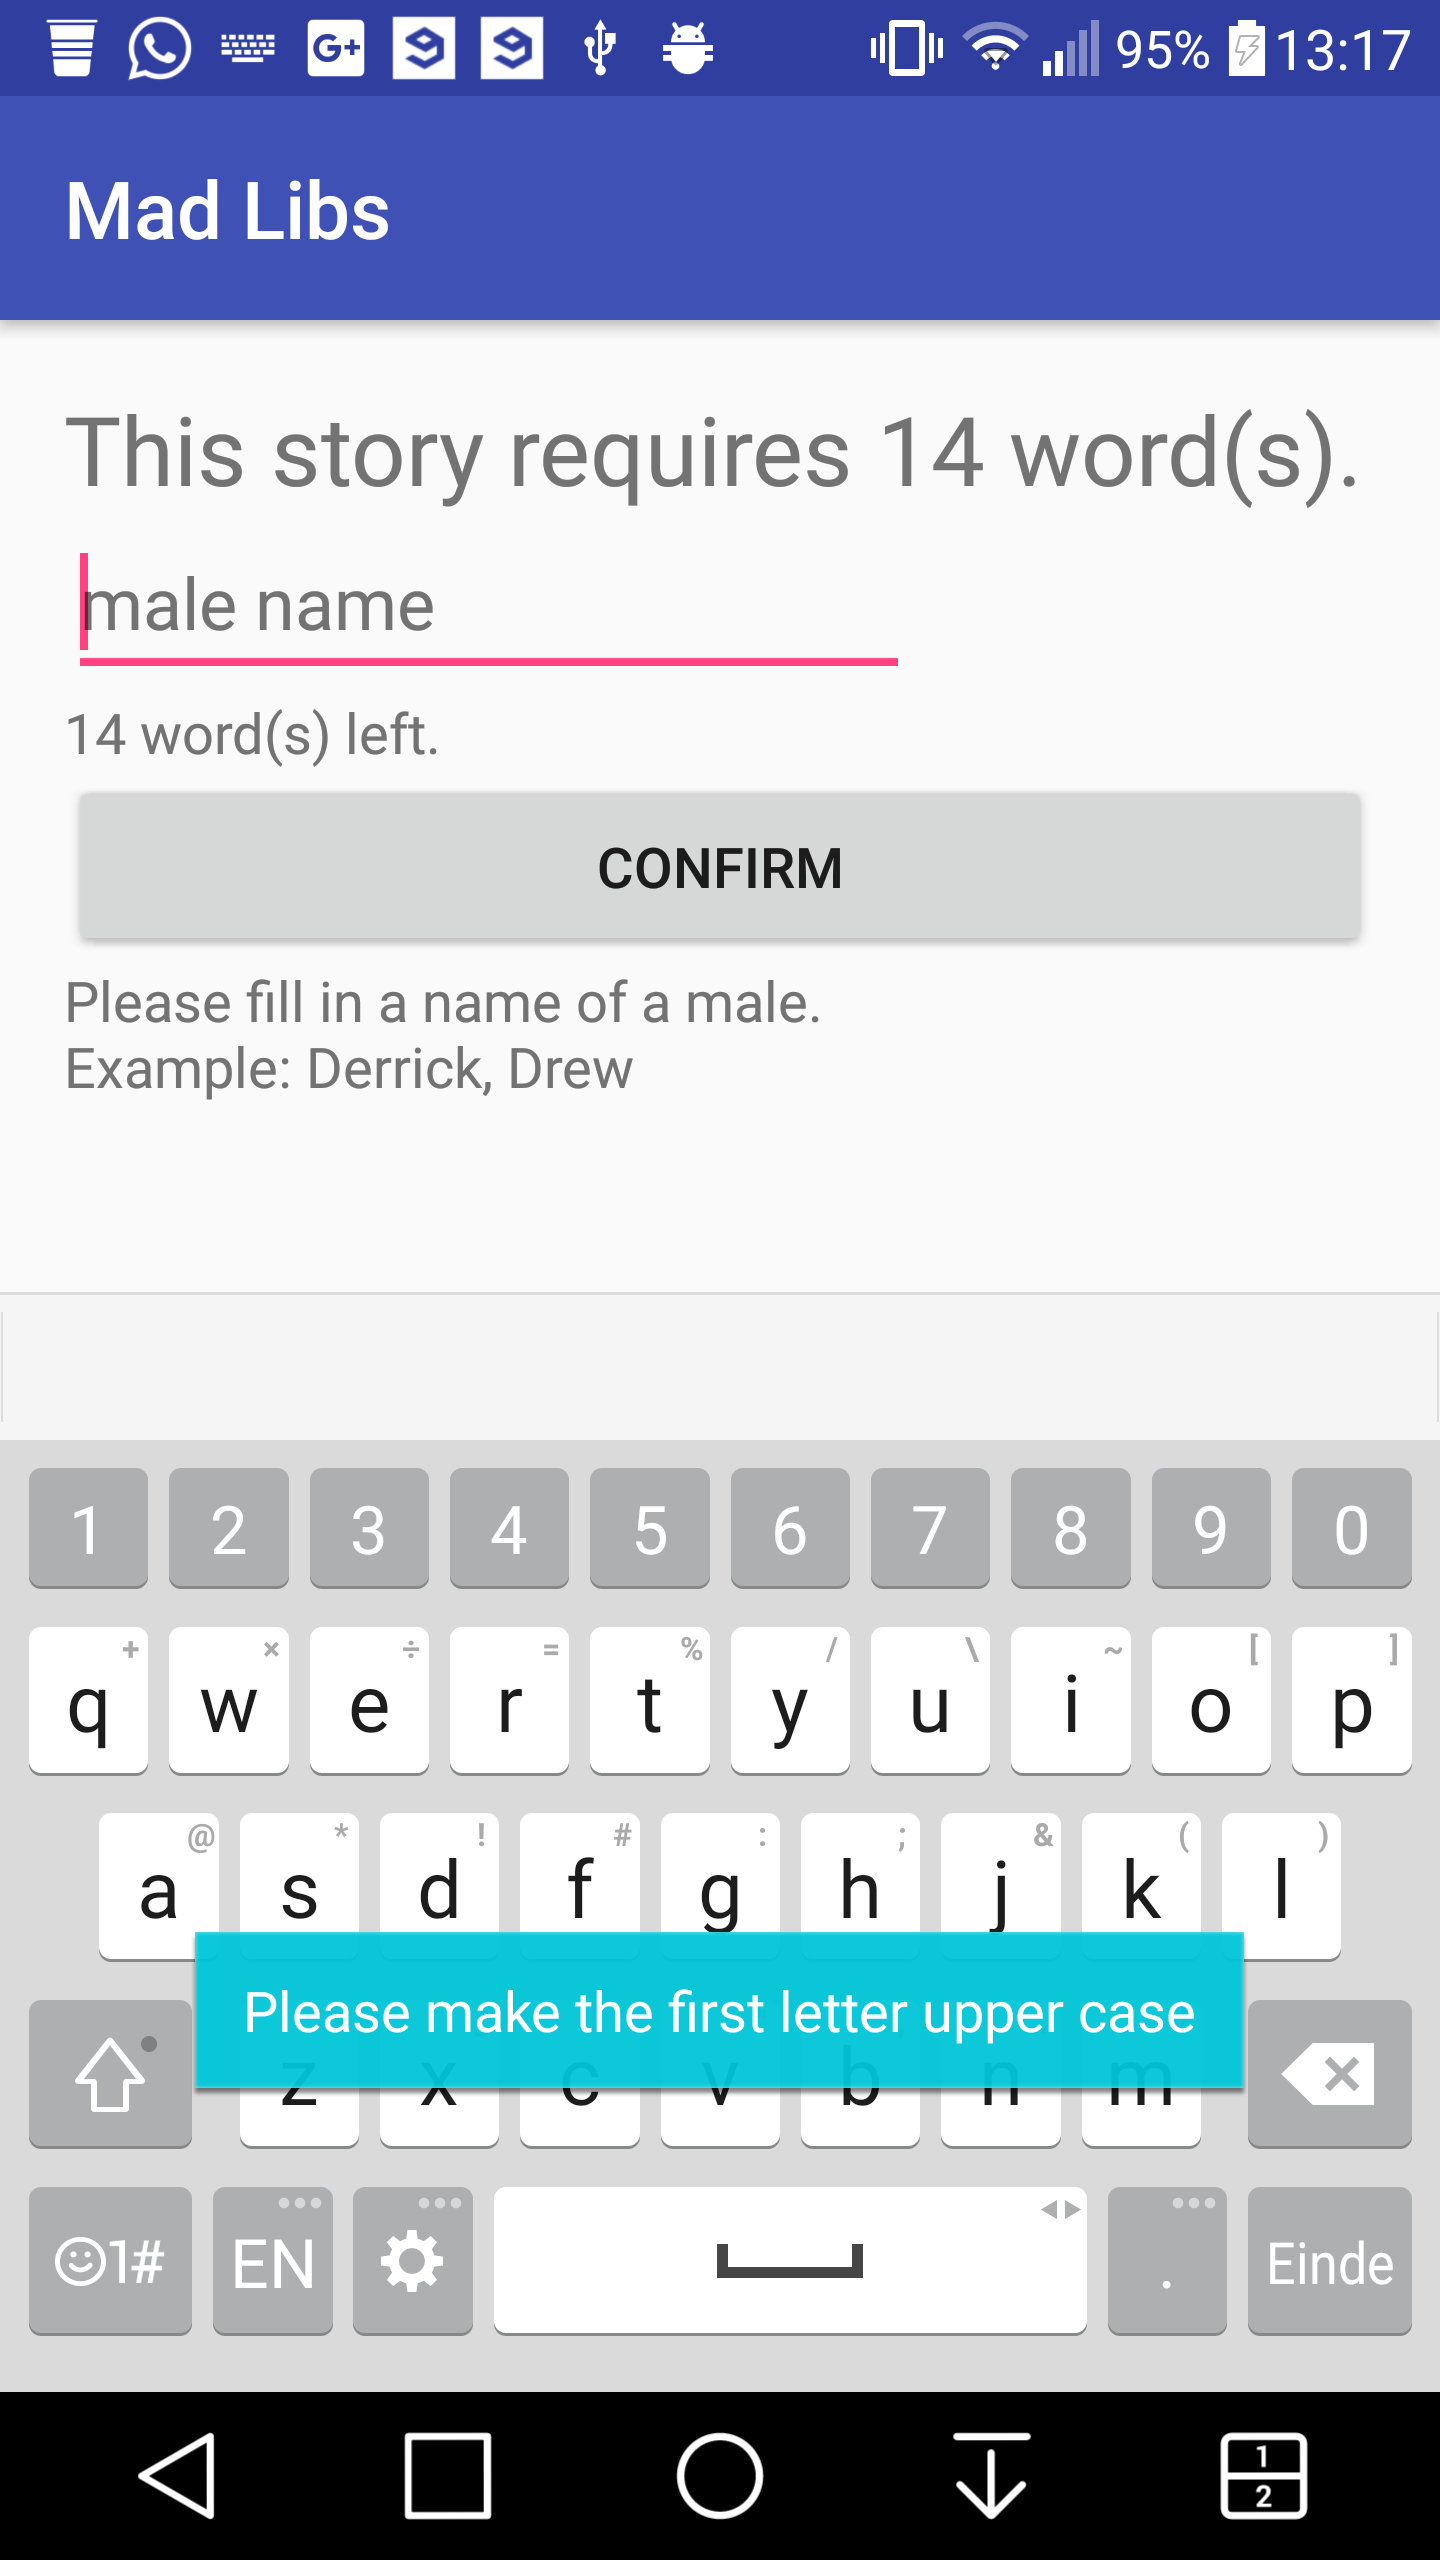 G+ 95% 13:17
Mad Libs
This story requires 14 word(s).
male name
14 word(s) left.
CONFIRM
Please fill in a name of a male.
Example: Derrick, Drew
1 2 3 4 5 6 7 8 9 0
+ × ÷ = % / \ ~ [ ]
q w e r t y u i o p
@ * ! # : ; & ( )
a s d f g h j k l
Please make the first letter upper case
z x c v b n m
1# EN . Einde
1
2